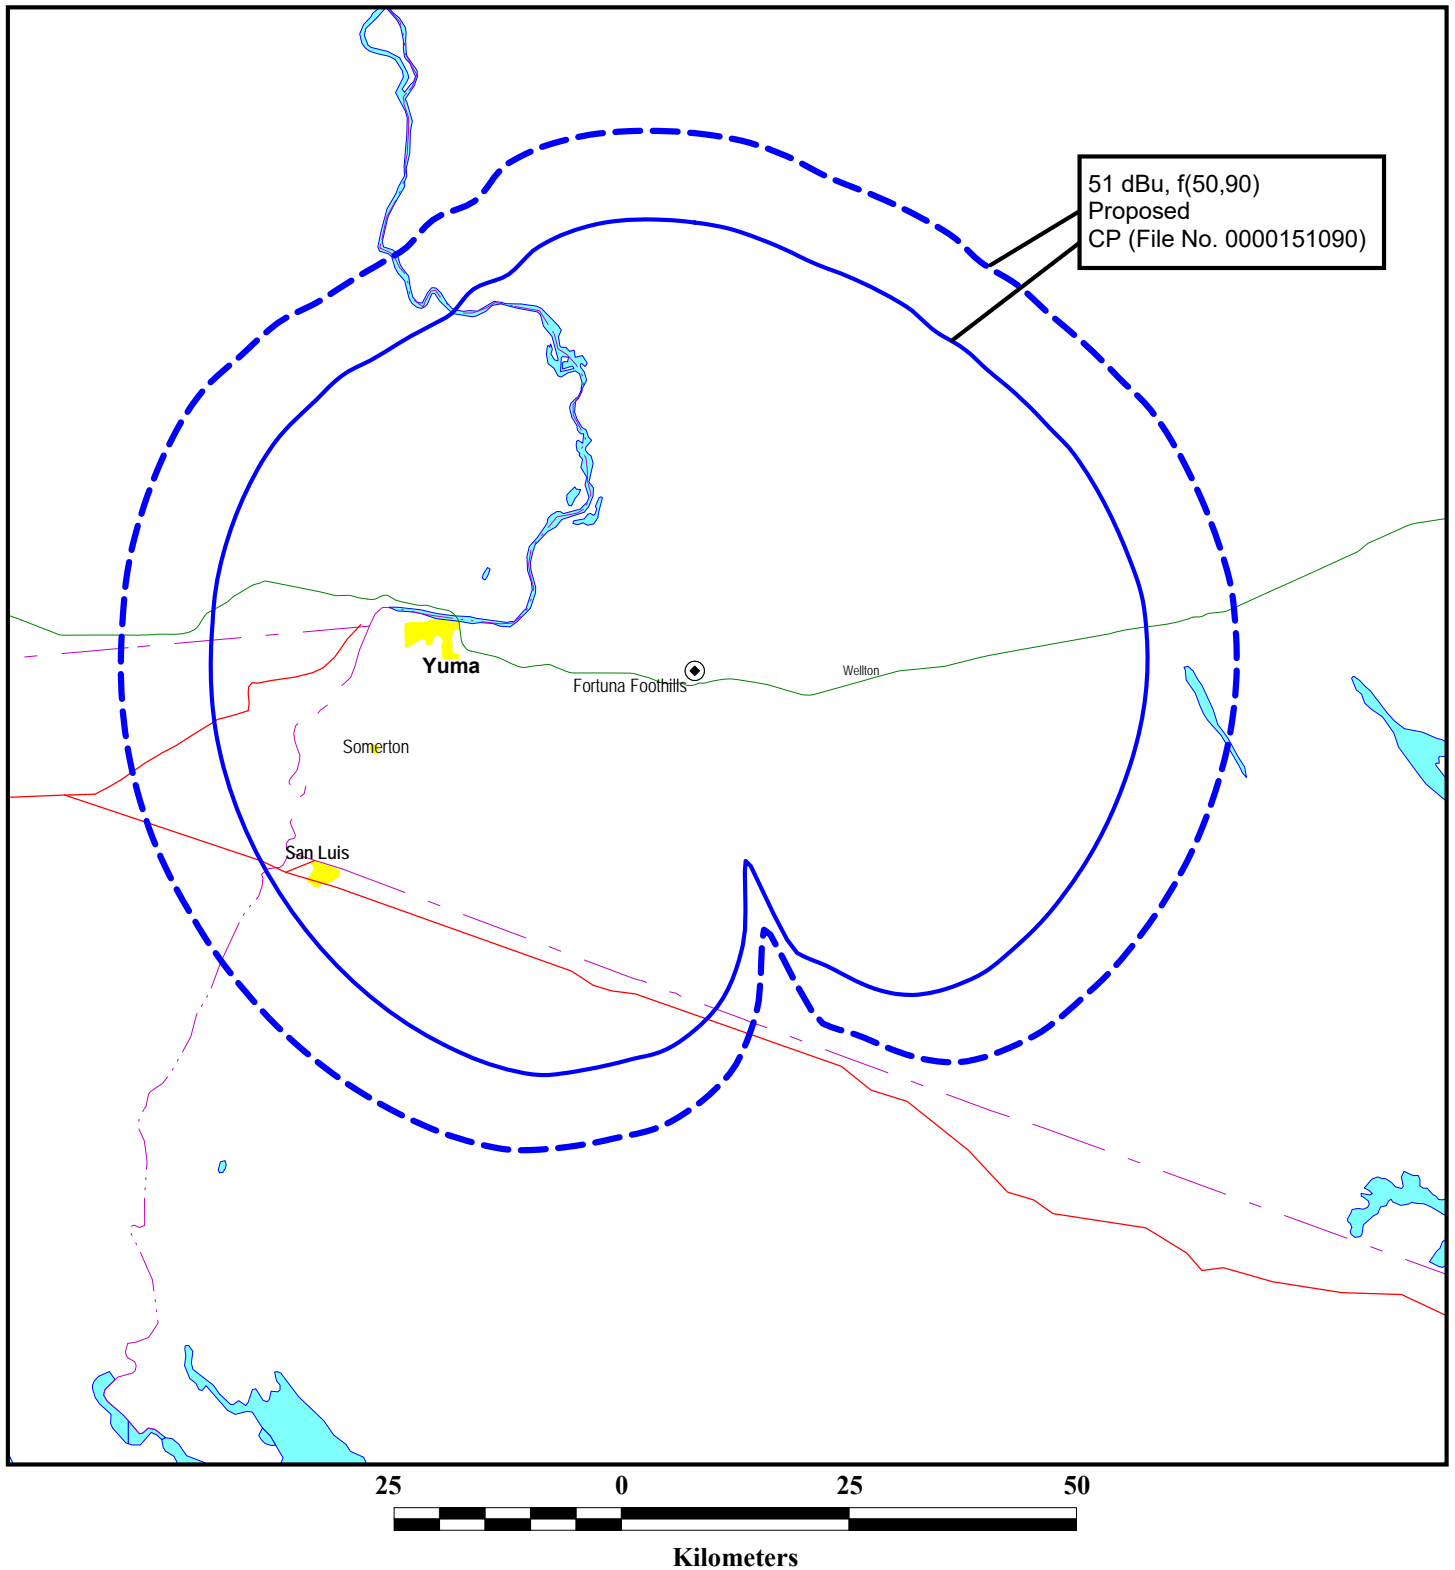 51 dBu, f(50,90)
Proposed
CP (File No. 0000151090)
Yuma
Wellton
Fortuna Foothills
Somerton
San Luis
25 0 25 50
Kilometers